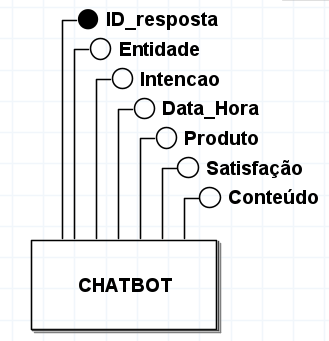 ID_resposta
Entidade
Intencao
Data_Hora
Produto
Satisfação
Conteúdo
CHATBOT